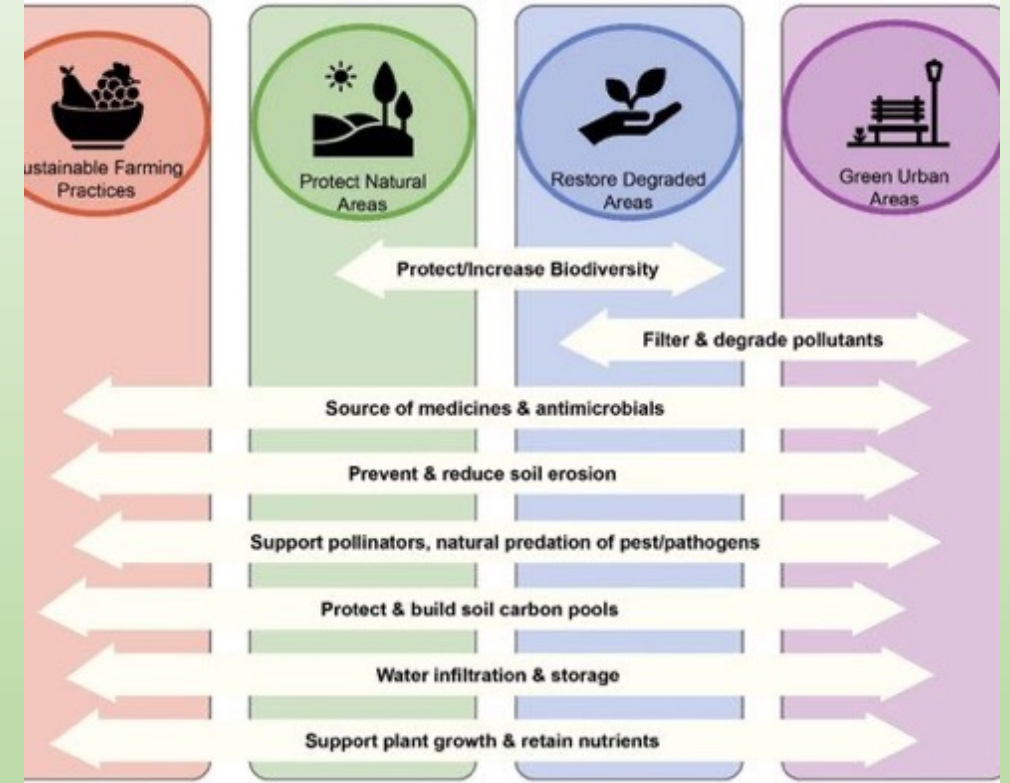 ustainable Farming
Practices
Protect Natural
Areas
Restore Degraded
Areas
Green Urban
Areas
Protect/Increase Biodiversity
Filter & degrade pollutants
Source of medicines & antimicrobials
Prevent & reduce soil erosion
Support pollinators, natural predation of pest/pathogens
Protect & build soil carbon pools
Water infiltration & storage
Support plant growth & retain nutrients